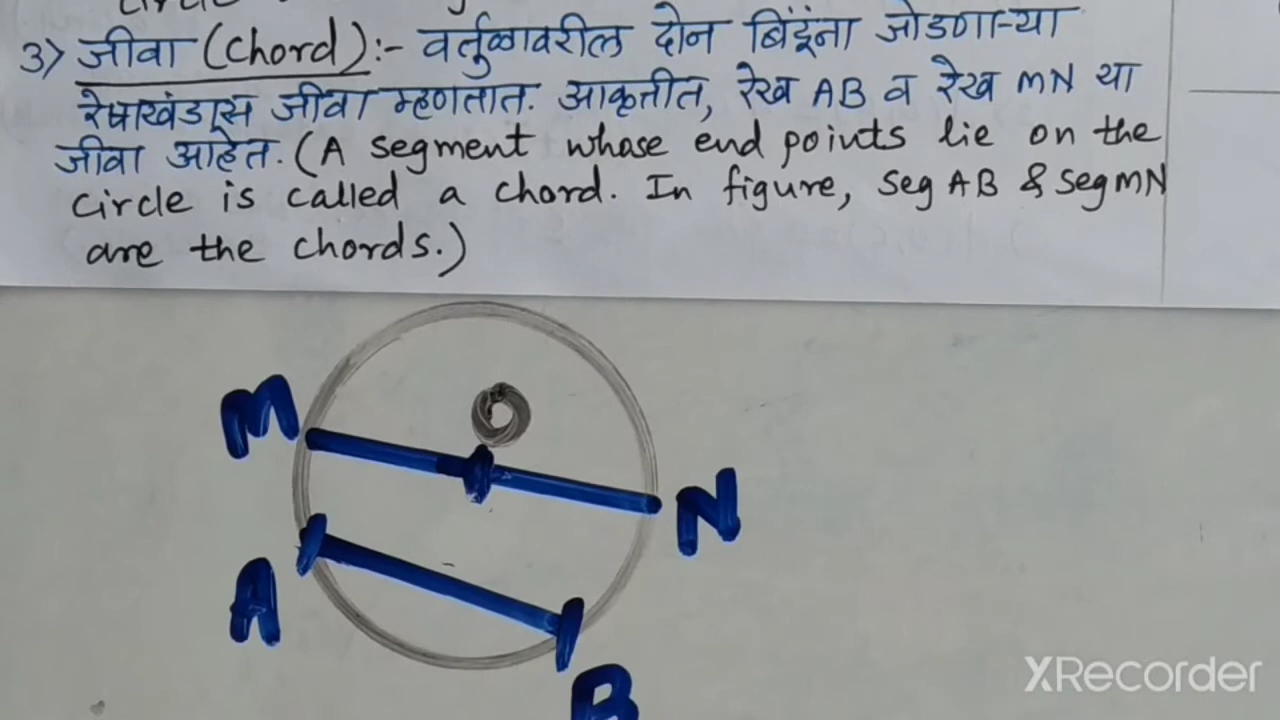 3) जीवा (Chord):- वर्तुळावरील दोन बिंदूंना जोडणाऱ्या
रेषाखंडास जीवा म्हणतात. आकृतीत, रेख AB व रेख MN या
जीवा आहेत. (A segment whose end points lie on the
circle is called a chord. In figure, seg AB & seg MN
are the chords.)
O
M
N
A
B
XRecorder